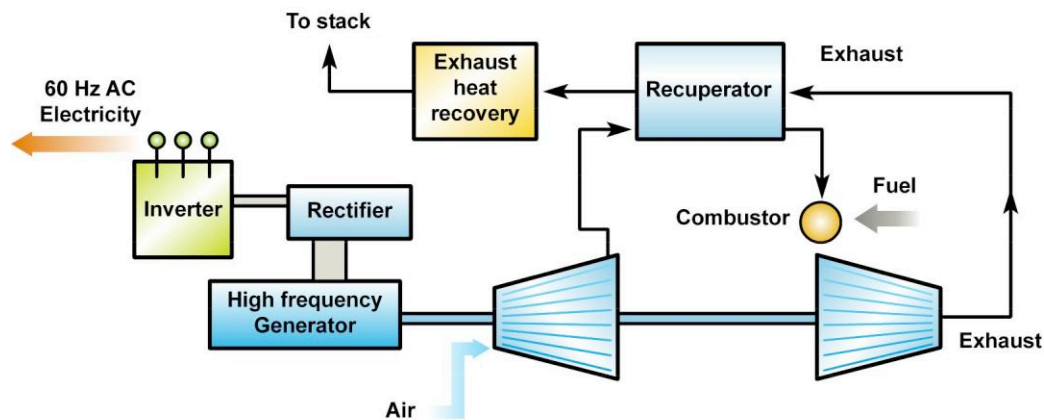 To stack
Exhaust
heat
recovery
Recuperator
Exhaust
60 Hz AC
Electricity
Inverter
Rectifier
Combustor
Fuel
High frequency
Generator
Exhaust
Air